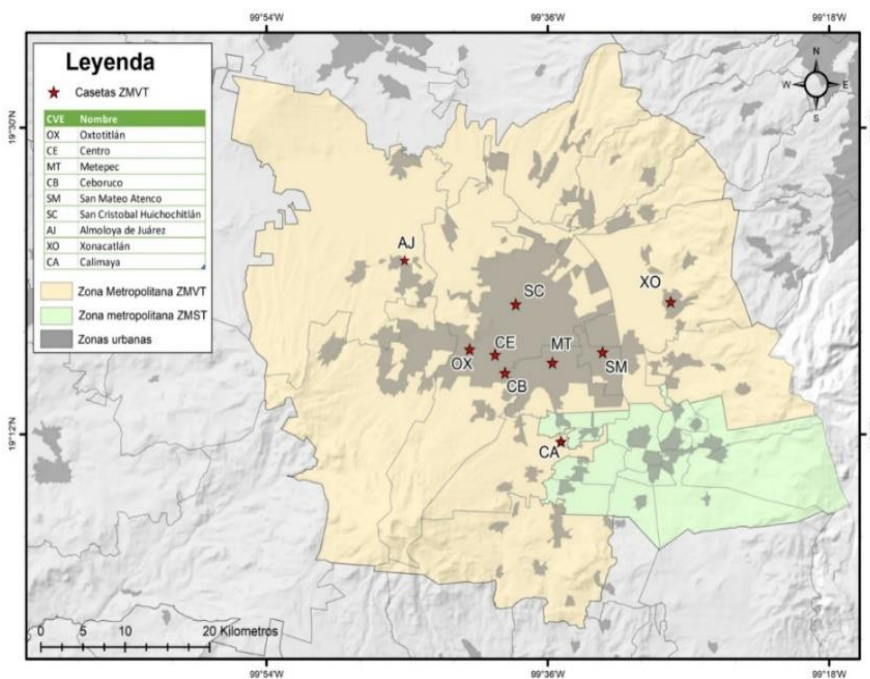 99°54'W 99°36'W 99°18'W
Leyenda
Casetas ZMVT
CVE Nombre
OX Oxtotitlán
CE Centro
MT Metepec
CB Ceboruco
SM San Mateo Atenco
SC San Cristobal Huichochitlán
AJ Almoloya de Juárez
XO Xonacatlán
CA Calimaya
Zona Metropolitana ZMVT
Zona metropolitana ZMST
Zonas urbanas
N
W E
S
19°30'N
AJ
SC
XO
OX
CE
CB
MT
SM
CA
19°12'N
0 5 10 20 Kilometros
99°54'W 99°36'W 99°18'W